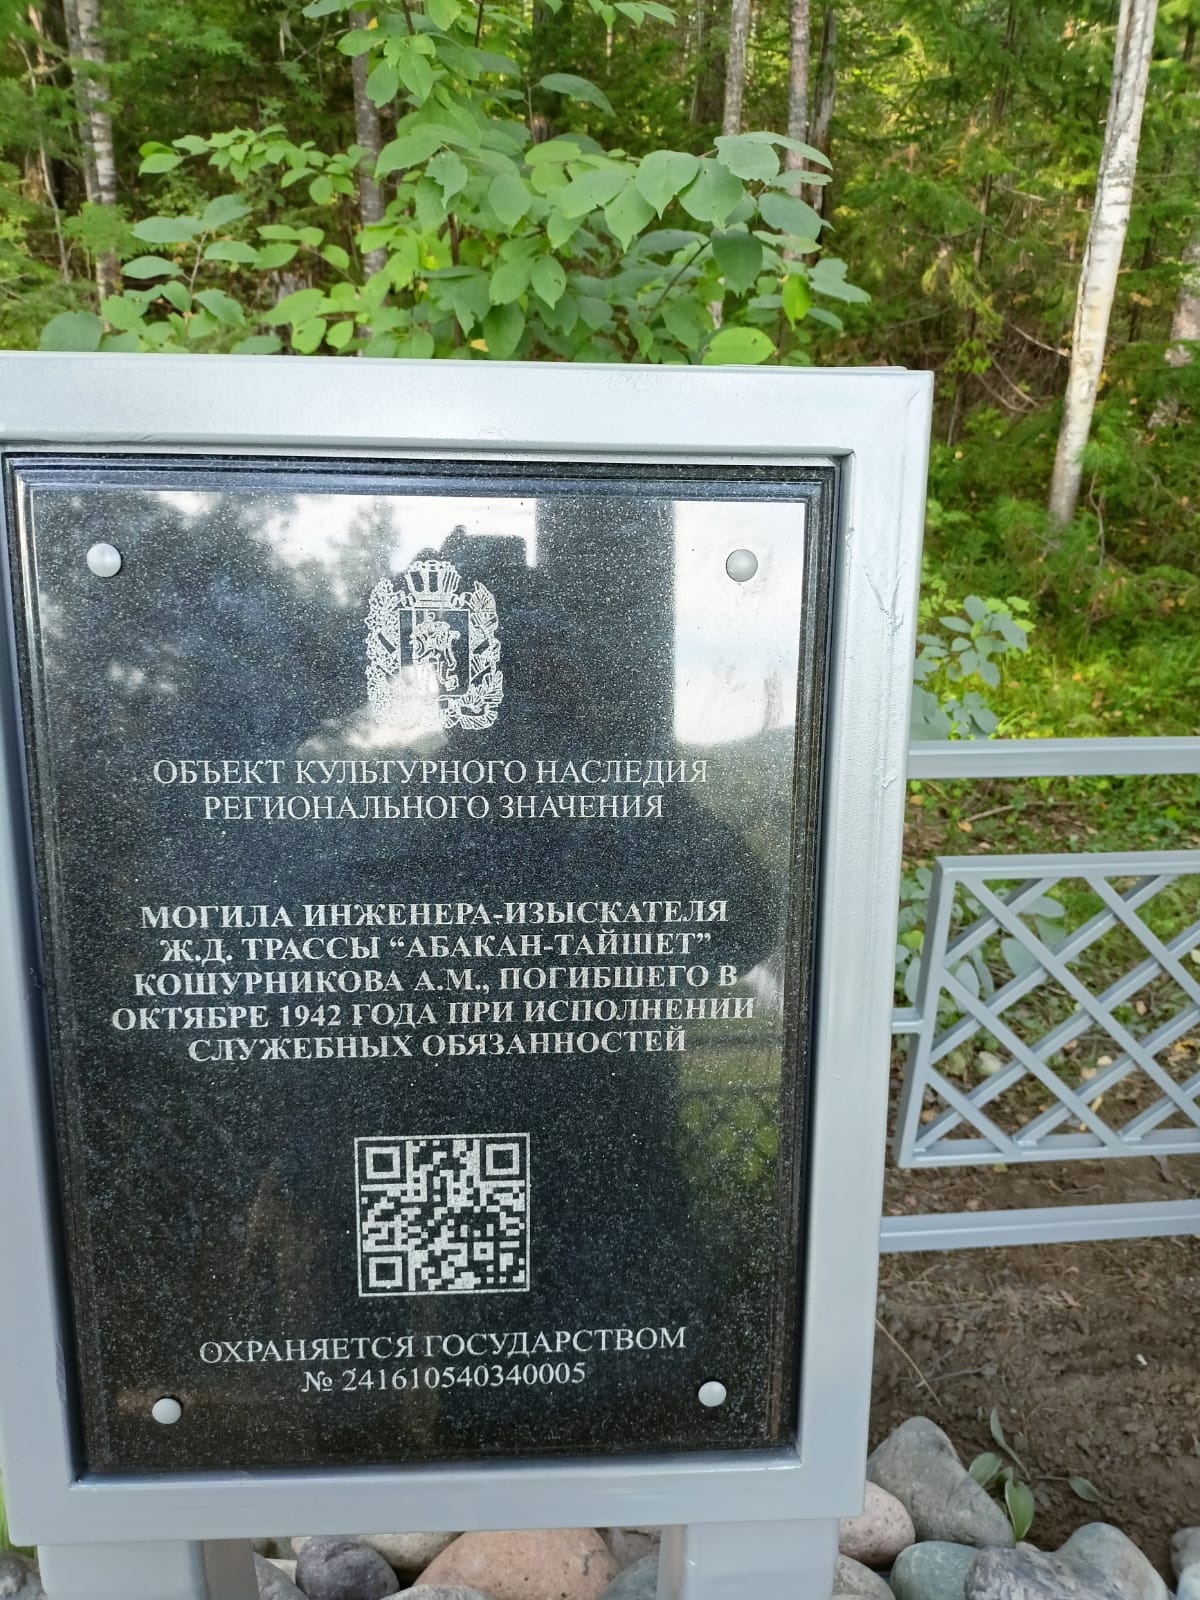 ОБЪЕКТ КУЛЬТУРНОГО НАСЛЕДИЯ
РЕГИОНАЛЬНОГО ЗНАЧЕНИЯ
МОГИЛА ИНЖЕНЕРА-ИЗЫСКАТЕЛЯ
Ж.Д. ТРАССЫ “АБАКАН-ТАЙШЕТ”
КОШУРНИКОВА А.М., ПОГИБШЕГО В
ОКТЯБРЕ 1942 ГОДА ПРИ ИСПОЛНЕНИИ
СЛУЖЕБНЫХ ОБЯЗАННОСТЕЙ
ОХРАНЯЕТСЯ ГОСУДАРСТВОМ
№ 241610540340005